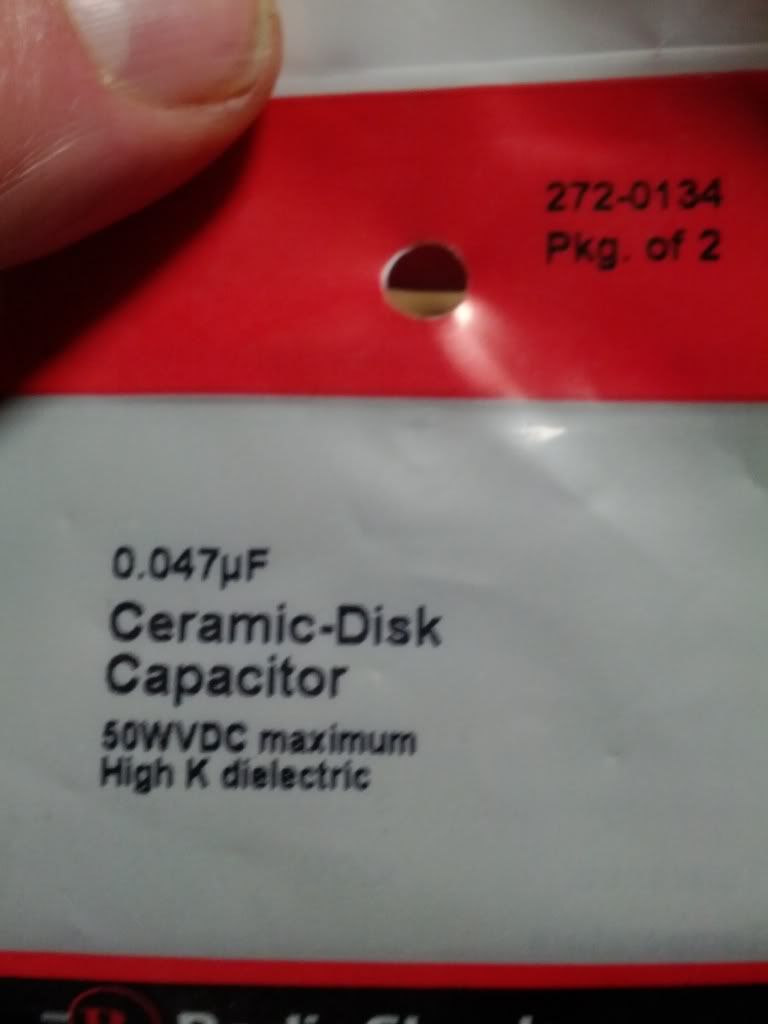 272-0134
Pkg. of 2
0.047µF
Ceramic-Disk
Capacitor
50WVDC maximum
High K dielectric